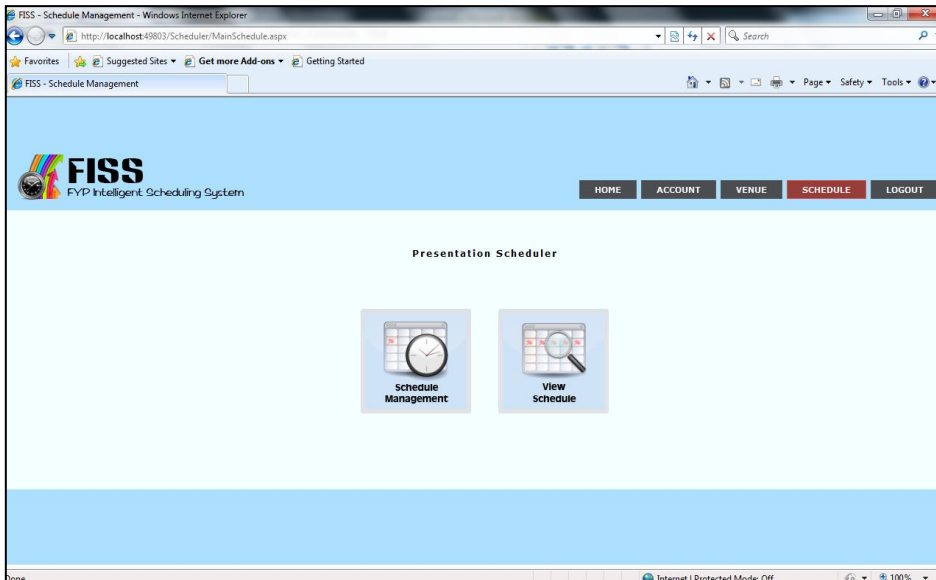 FISS - Schedule Management - Windows Internet Explorer
http://localhost:49803/Scheduler/MainSchedule.aspx
Search
Favorites Suggested Sites Get more Add-ons Getting Started
FISS - Schedule Management
Page Safety Tools
FISS
FYP Intelligent Scheduling System
HOME ACCOUNT VENUE SCHEDULE LOGOUT
Presentation Scheduler
Schedule
Management
View
Schedule
Done
Internet | Protected Mode: Off
100%